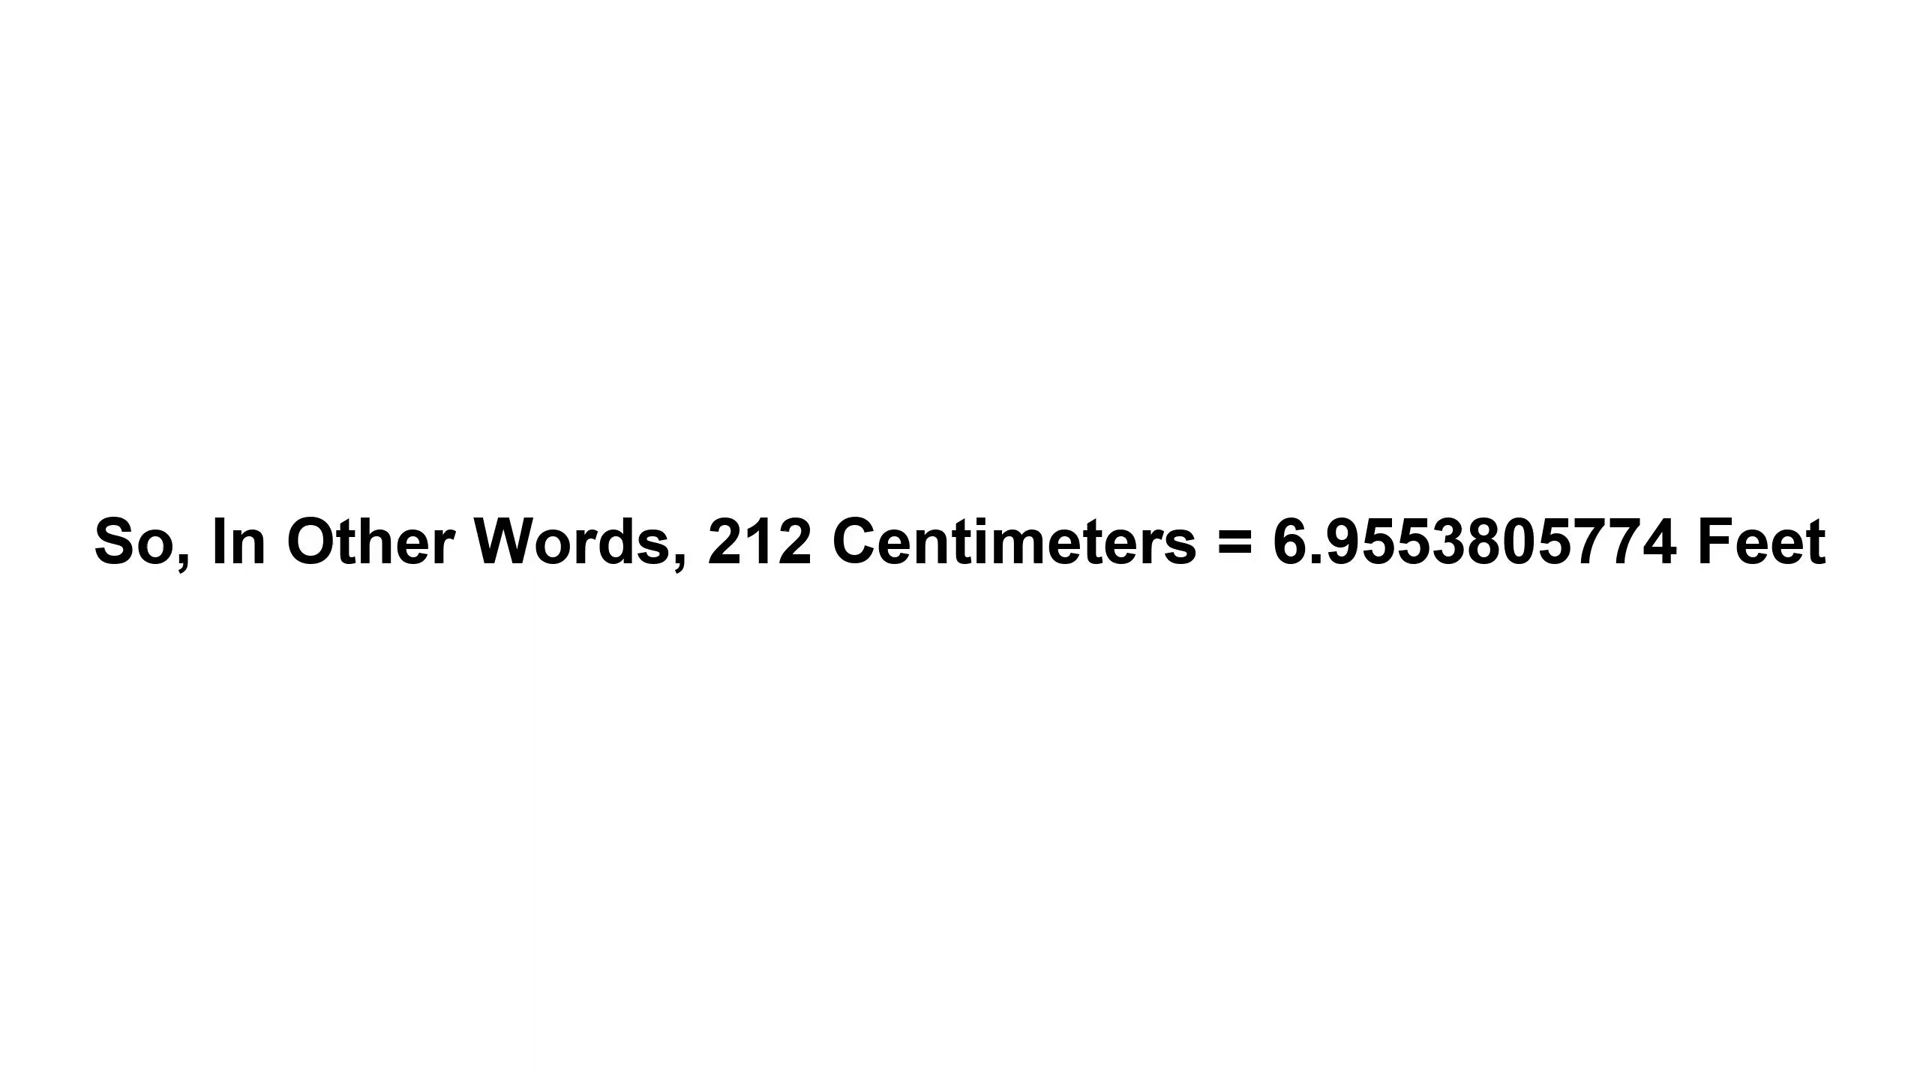 So, In Other Words, 212 Centimeters = 6.9553805774 Feet